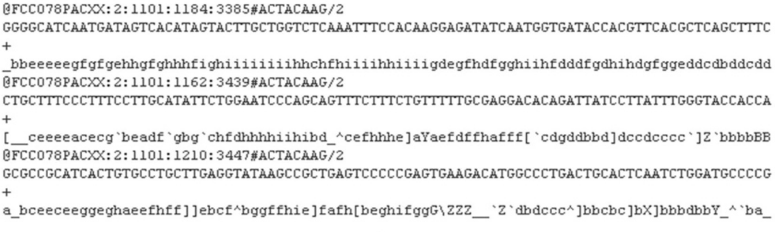 @FCC078PACXX:2:1101:1184:3385#ACTACAAG/2
GGGGCATCAATGATAGTCACATAGTACTTGCTGGTCTCAAATTTCCACAAGGAGATATCAATGGTGATACCACGTTCACGCTCAGCTTTC
+
_bbeeeeegfgfgehhgfghhhfighiiiiiiiihhchfhiiiihhiiiigdegfhdfgghiihfdddfgdhihdgfggeddcdbddcdd
@FCC078PACXX:2:1101:1162:3439#ACTACAAG/2
CTGCTTTCCCTTTCCTTGCATATTCTGGAATCCCAGCAGTTTCTTTCTGTTTTTGCGAGGACACAGATTATCCTTATTTGGGTACCACCA
+
[__ceeeeacecg`beadf`gbg`chfdhhhhiihibd_^cefhhhe]aYaefdffhafff[`cdgddbbd]dccdcccc`]Z`bbbbBB
@FCC078PACXX:2:1101:1210:3447#ACTACAAG/2
GCGCCGCATCACTGTGCCTGCTTGAGGTATAAGCCGCTGAGTCCCCCGAGTGAAGACATGGCCCTGACTGCACTCAATCTGGATGCCCCG
+
a_bceeceeggeghaeefhff]]ebcf^bggffhie]fafh[beghifggG\ZZZ__`Z`dbdccc^]bbcbc]bX]bbbdbbY_^`ba_